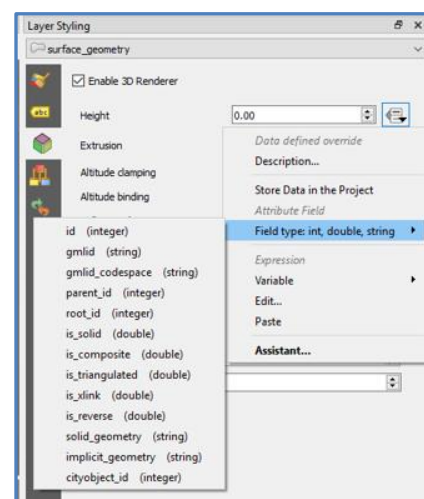 Layer Styling
surface_geometry
Enable 3D Renderer
abc
Height
0.00
Extrusion
Altitude clamping
Altitude binding
Data defined override
Description...
Store Data in the Project
Attribute Field
Field type: int, double, string
Expression
Variable
Edit...
Paste
Assistant...
id (integer)
gmlid (string)
gmlid_codespace (string)
parent_id (integer)
root_id (integer)
is_solid (double)
is_composite (double)
is_triangulated (double)
is_xlink (double)
is_reverse (double)
solid_geometry (string)
implicit_geometry (string)
cityobject_id (integer)